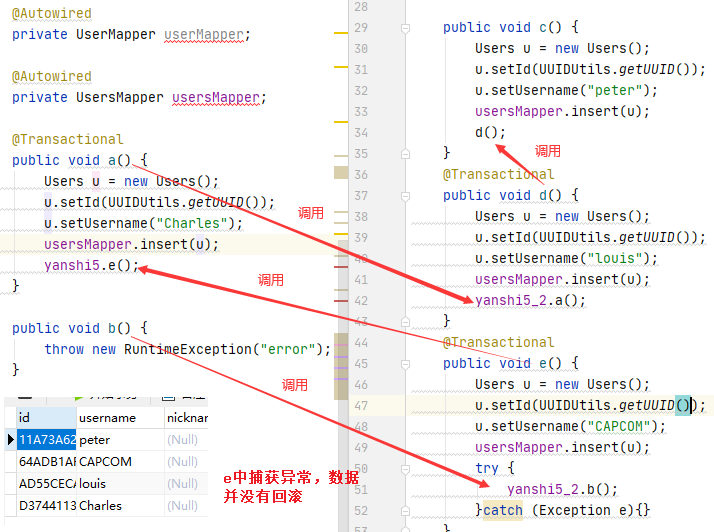 @Autowired
private UserMapper userMapper;
@Autowired
private UsersMapper usersMapper;
@Transactional
public void a() {
Users u = new Users();
u.setId(UUIDUtils.getUUID());
u.setUsername("Charles");
usersMapper.insert(u);
yanshi5.e();
}
public void b() {
throw new RuntimeException("error");
}
id username nicknar
11A73A62 peter (Null)
64ADB1AF CAPCOM (Null)
AD55CECA louis (Null)
D3744113 Charles (Null)
e中捕获异常，数据
并没有回滚
调用
调用
调用
调用
28
29 public void c() {
30 Users u = new Users();
31 u.setId(UUIDUtils.getUUID());
32 u.setUsername("peter");
33 usersMapper.insert(u);
34 d();
35 }
36 @Transactional
37 public void d() {
38 Users u = new Users();
39 u.setId(UUIDUtils.getUUID());
40 u.setUsername("louis");
41 usersMapper.insert(u);
42 yanshi5_2.a();
43 }
44 @Transactional
45 public void e() {
46 Users u = new Users();
47 u.setId(UUIDUtils.getUUID());
48 u.setUsername("CAPCOM");
49 usersMapper.insert(u);
50 try {
51 yanshi5_2.b();
52 }catch (Exception e){}
}